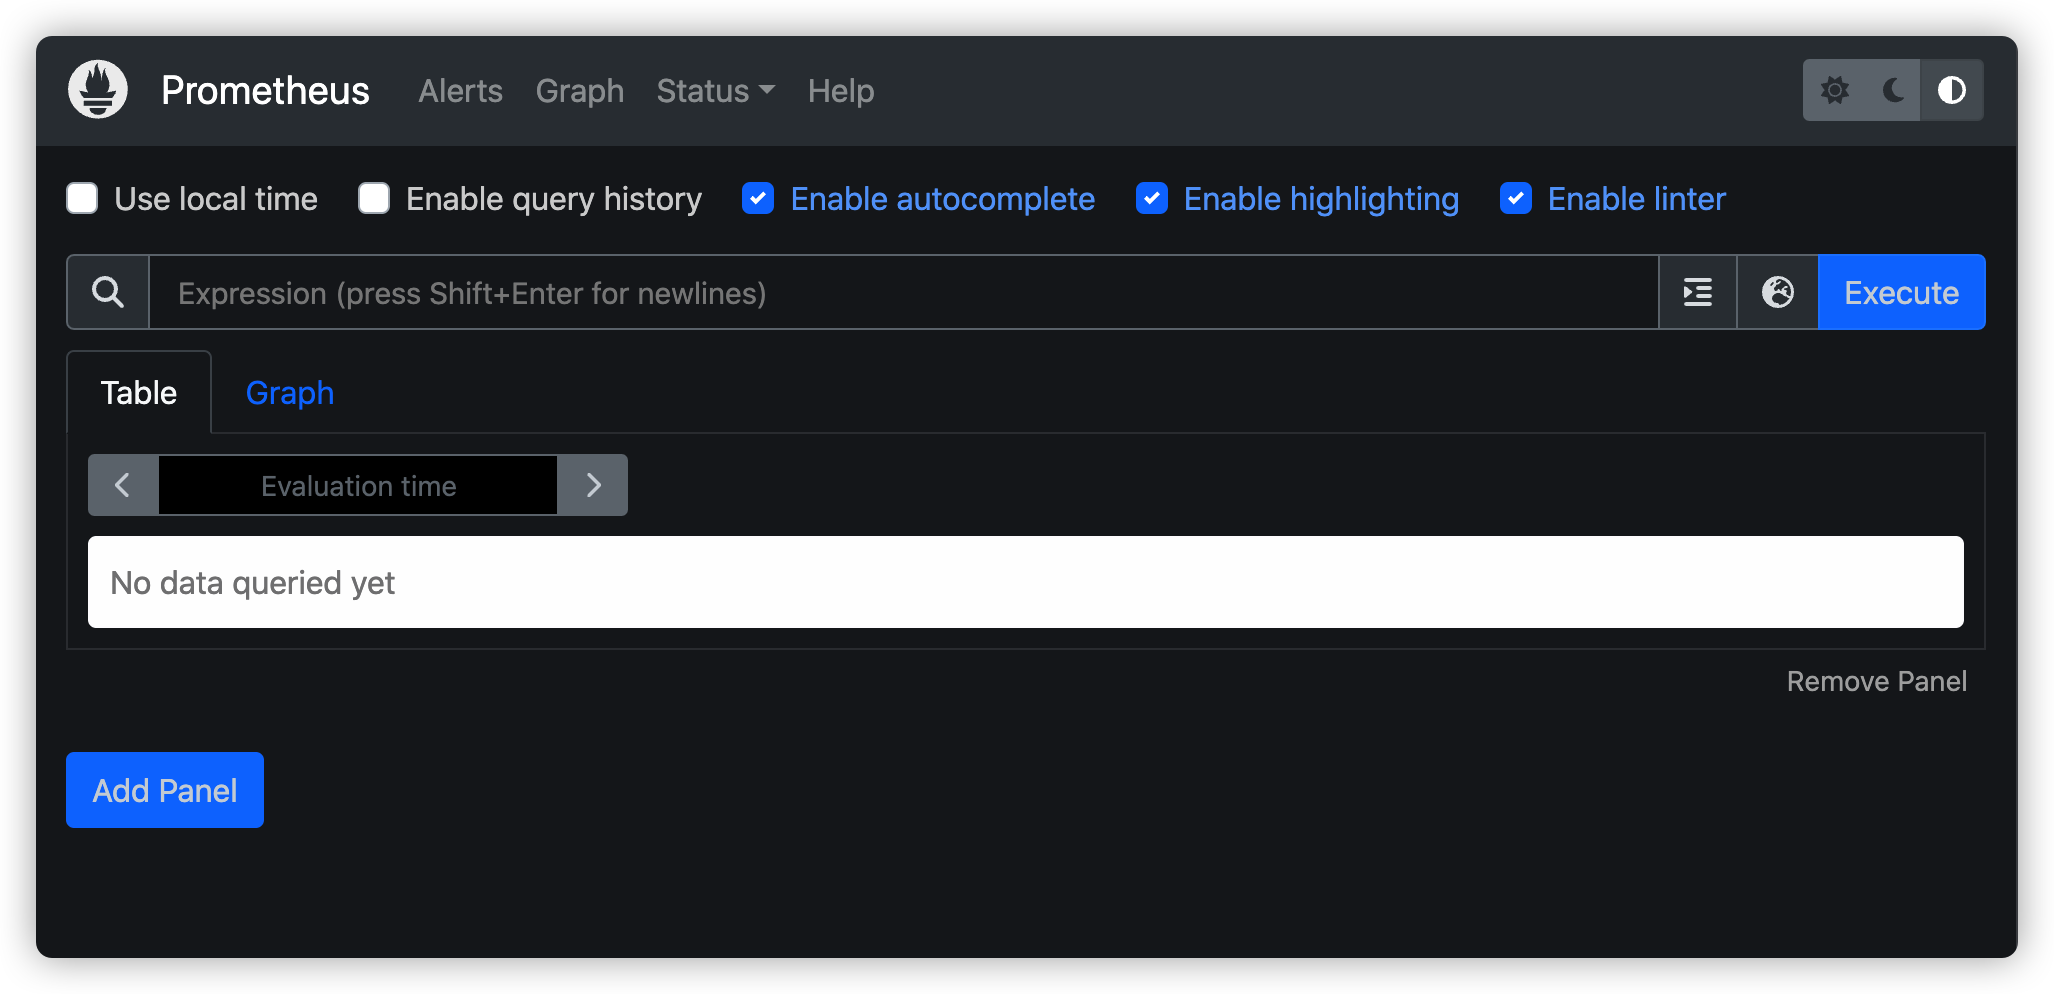 Prometheus Alerts Graph Status Help
Use local time Enable query history Enable autocomplete Enable highlighting Enable linter
Expression (press Shift+Enter for newlines) Execute
Table Graph
Evaluation time
No data queried yet
Remove Panel
Add Panel